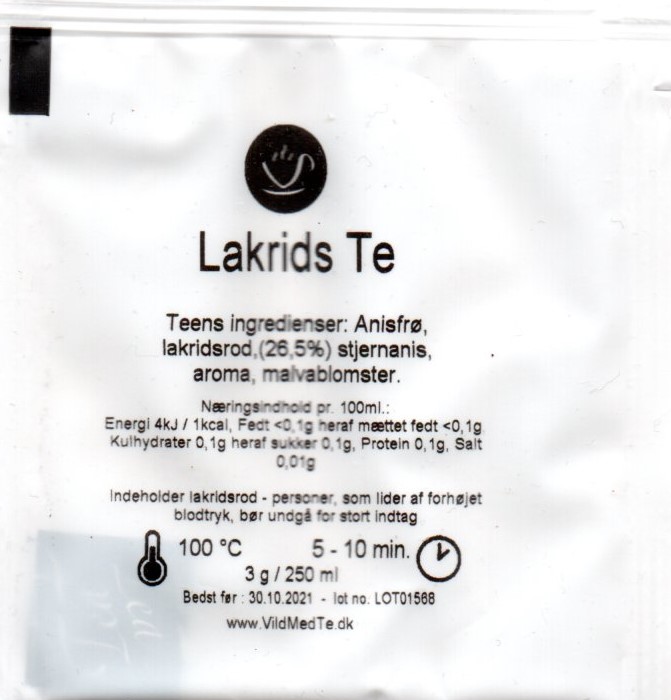 Lakrids Te
Teens ingredienser: Anisfrø,
lakridsrod,(26,5%) stjernanis,
aroma, malvablomster.
Næringsindhold pr. 100ml.:
Energi 4kJ / 1kcal, Fedt <0,1g heraf mættet fedt <0,1g
Kulhydrater 0,1g heraf sukker 0,1g, Protein 0,1g, Salt
0,01g
Indeholder lakridsrod - personer, som lider af forhøjet
blodtryk, bør undgå for stort indtag
100 °C 5 - 10 min.
3 g / 250 ml
Bedst før : 30.10.2021 - lot no. LOT01568
www.VildMedTe.dk